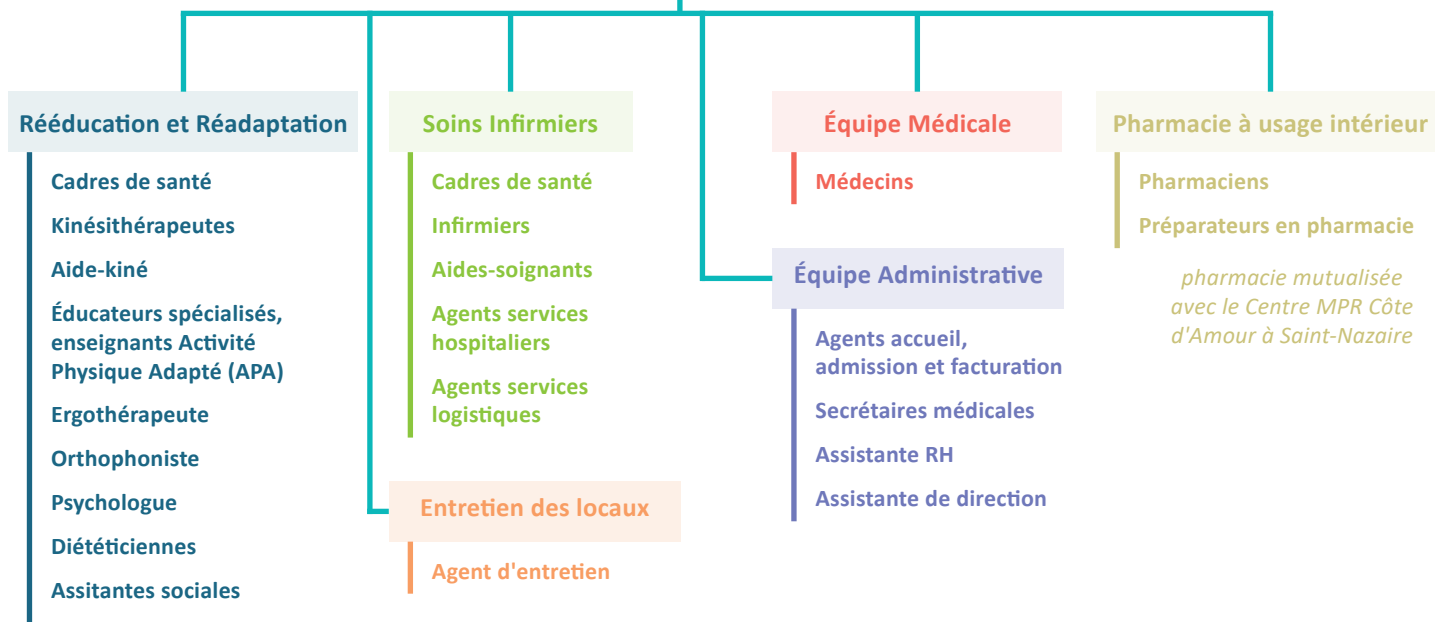 Rééducation et Réadaptation
Cadres de santé
Kinésithérapeutes
Aide-kiné
Éducateurs spécialisés,
enseignants Activité
Physique Adapté (APA)
Ergothérapeute
Orthophoniste
Psychologue
Diététiciennes
Assitantes sociales
Soins Infirmiers
Cadres de santé
Infirmiers
Aides-soignants
Agents services
hospitaliers
Agents services
logistiques
Entretien des locaux
Agent d'entretien
Équipe Médicale
Médecins
Équipe Administrative
Agents accueil,
admission et facturation
Secrétaires médicales
Assistante RH
Assistante de direction
Pharmacie à usage intérieur
Pharmaciens
Préparateurs en pharmacie
pharmacie mutualisée
avec le Centre MPR Côte
d'Amour à Saint-Nazaire